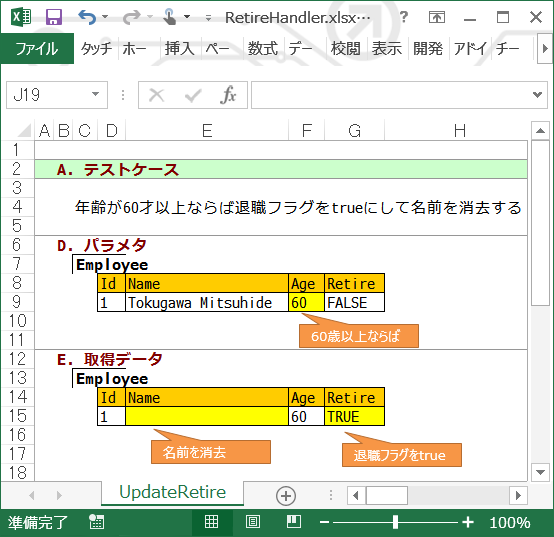 RetireHandler.xlsx…
ファイル タッチ ホー 挿入 ペー 数式 デー 校閲 表示 開発 アドイ チー
J19
A B C D E F G H
1
2 A. テストケース
3
4 年齢が60才以上ならば退職フラグをtrueにして名前を消去する
5
6 D. パラメタ
7 Employee
8 Id Name Age Retire
9 1 Tokugawa Mitsuhide 60 FALSE
10
60歳以上ならば
11
12 E. 取得データ
13 Employee
14 Id Name Age Retire
15 1 60 TRUE
16
名前を消去
17 退職フラグをtrue
18
UpdateRetire
準備完了 100%